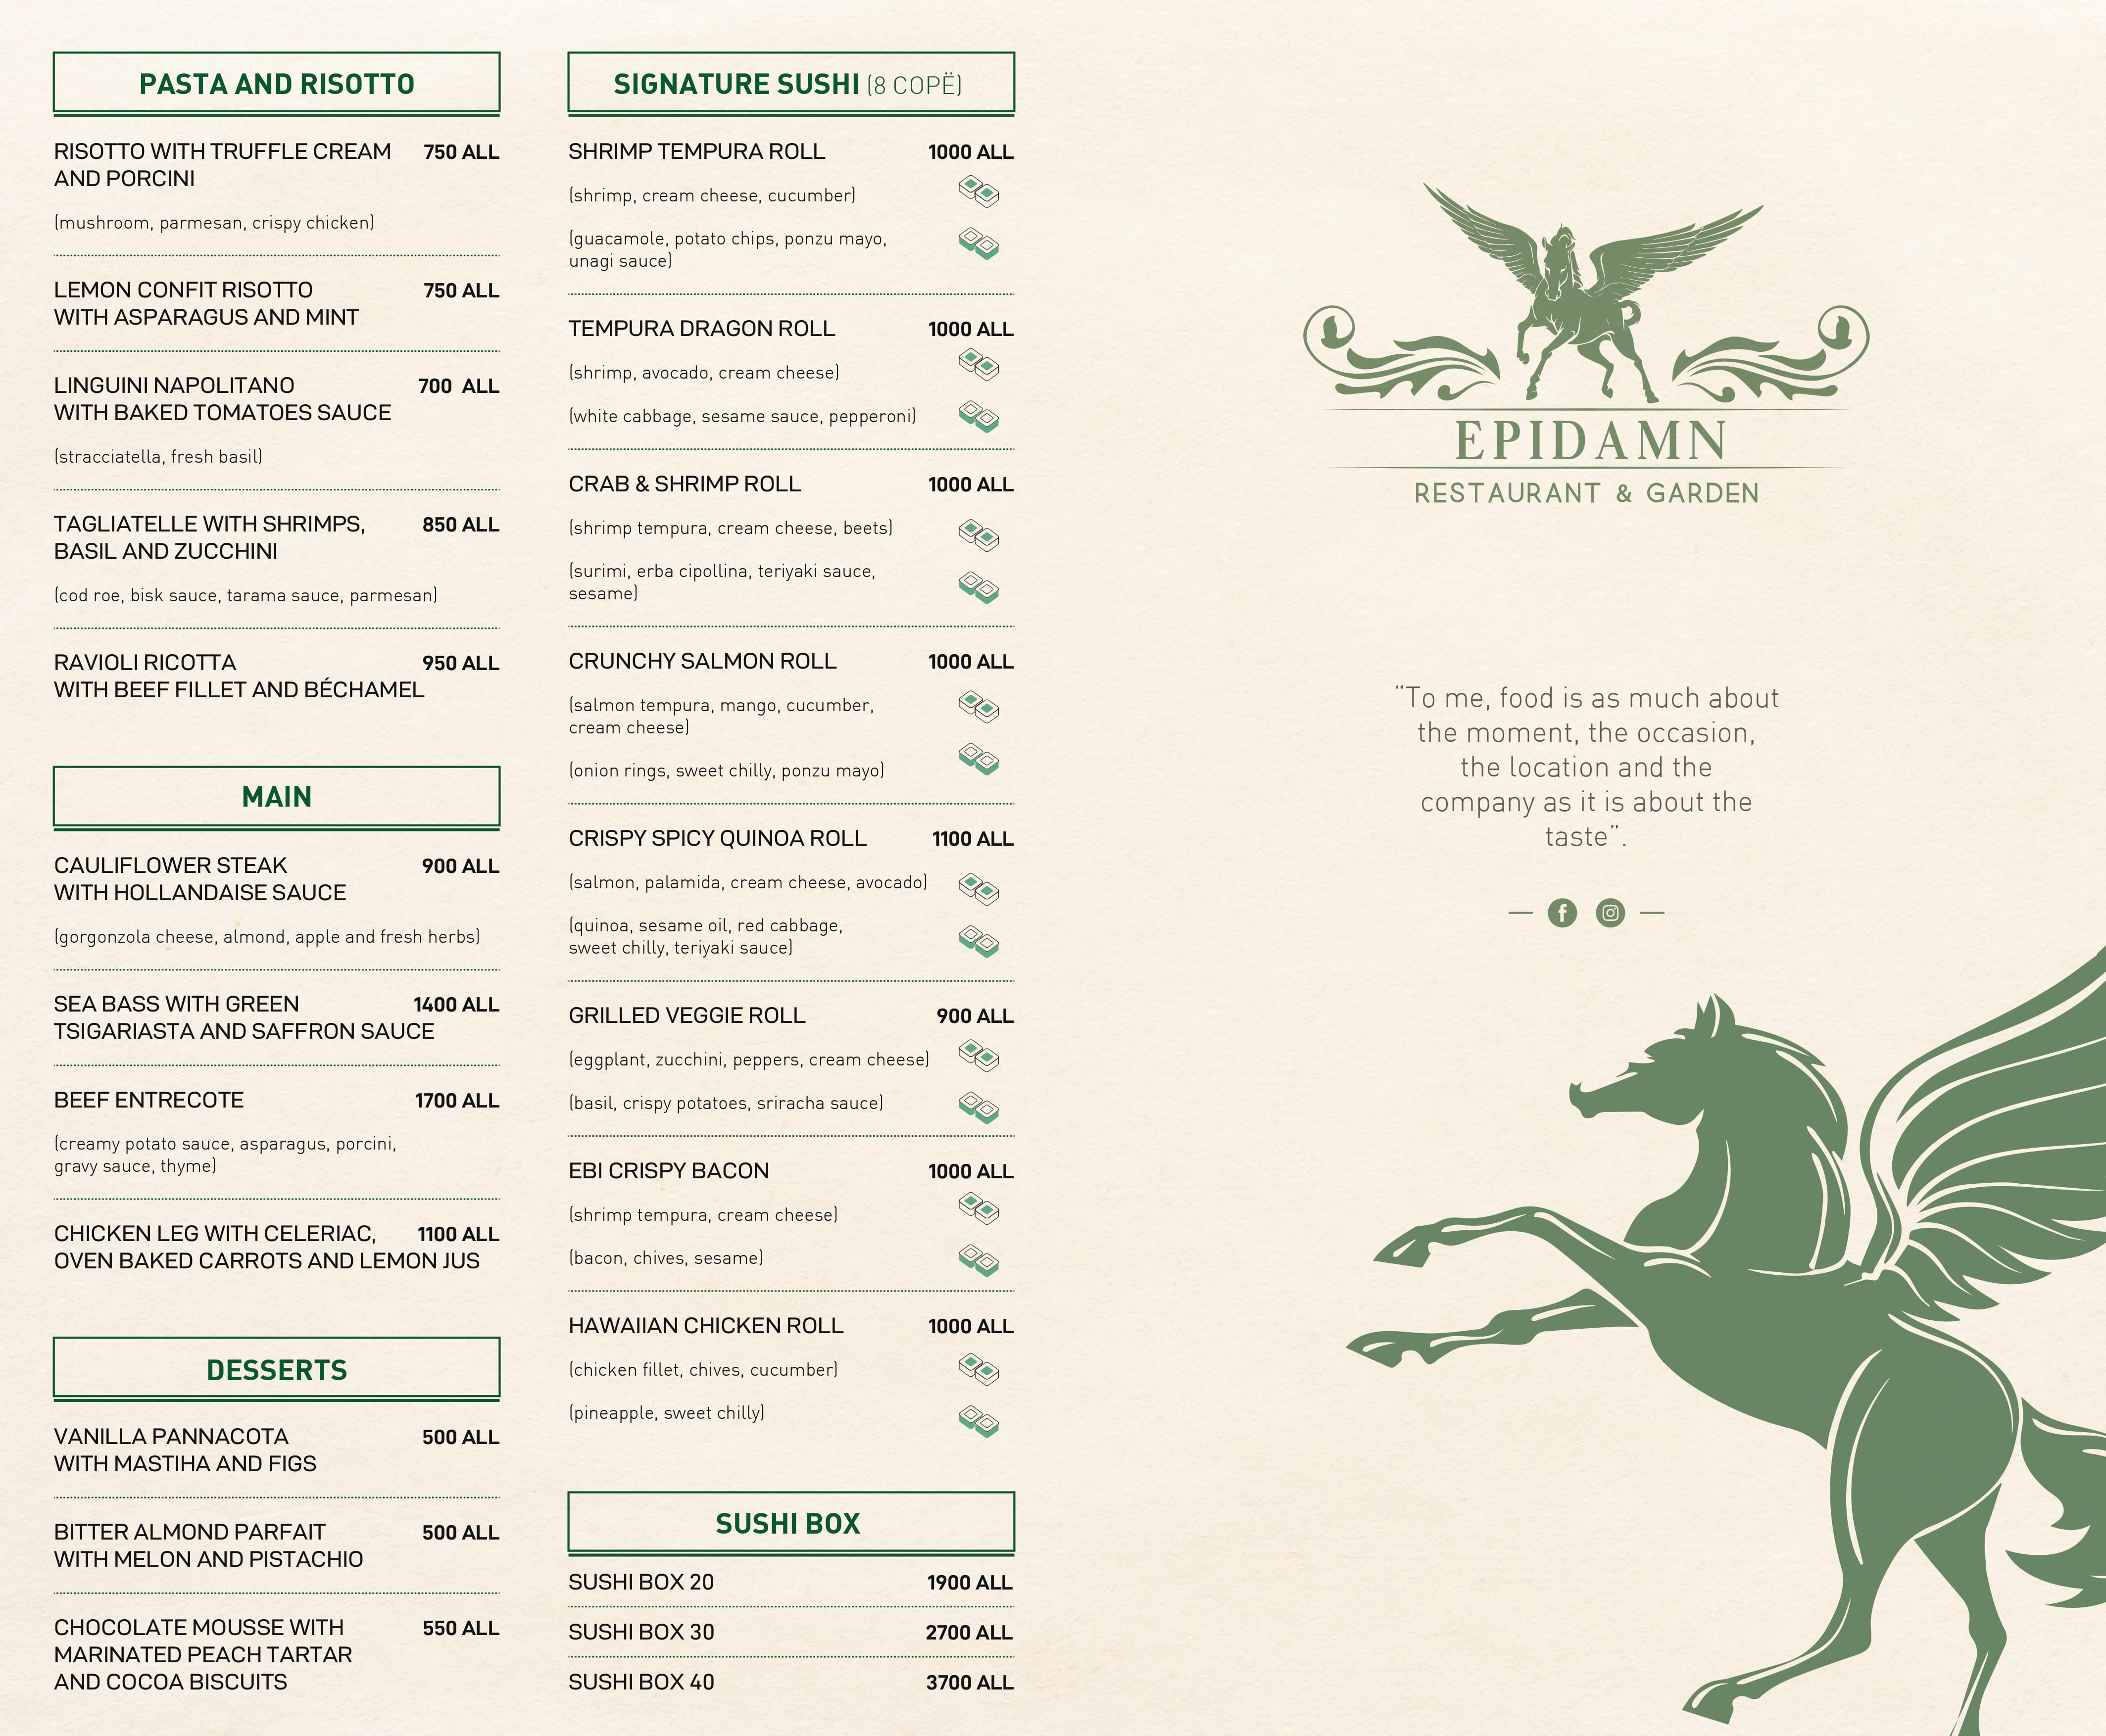 PASTA AND RISOTTO
RISOTTO WITH TRUFFLE CREAM 750 ALL
AND PORCINI
(mushroom, parmesan, crispy chicken)
LEMON CONFIT RISOTTO 750 ALL
WITH ASPARAGUS AND MINT
LINGUINI NAPOLITANO 700 ALL
WITH BAKED TOMATOES SAUCE
(stracciatella, fresh basil)
TAGLIATELLE WITH SHRIMPS, 850 ALL
BASIL AND ZUCCHINI
(cod roe, bisk sauce, tarama sauce, parmesan)
RAVIOLI RICOTTA 950 ALL
WITH BEEF FILLET AND BÉCHAMEL
MAIN
CAULIFLOWER STEAK 900 ALL
WITH HOLLANDAISE SAUCE
(gorgonzola cheese, almond, apple and fresh herbs)
SEA BASS WITH GREEN 1400 ALL
TSIGARIASTA AND SAFFRON SAUCE
BEEF ENTRECOTE 1700 ALL
(creamy potato sauce, asparagus, porcini,
gravy sauce, thyme)
CHICKEN LEG WITH CELERIAC, 1100 ALL
OVEN BAKED CARROTS AND LEMON JUS
DESSERTS
VANILLA PANNACOTA 500 ALL
WITH MASTIHA AND FIGS
BITTER ALMOND PARFAIT 500 ALL
WITH MELON AND PISTACHIO
CHOCOLATE MOUSSE WITH 550 ALL
MARINATED PEACH TARTAR
AND COCOA BISCUITS
SIGNATURE SUSHI (8 COPË)
SHRIMP TEMPURA ROLL 1000 ALL
(shrimp, cream cheese, cucumber)
(guacamole, potato chips, ponzu mayo,
unagi sauce)
TEMPURA DRAGON ROLL 1000 ALL
(shrimp, avocado, cream cheese)
(white cabbage, sesame sauce, pepperoni)
CRAB & SHRIMP ROLL 1000 ALL
(shrimp tempura, cream cheese, beets)
(surimi, erba cipollina, teriyaki sauce,
sesame)
CRUNCHY SALMON ROLL 1000 ALL
(salmon tempura, mango, cucumber,
cream cheese)
(onion rings, sweet chilly, ponzu mayo)
CRISPY SPICY QUINOA ROLL 1100 ALL
(salmon, palamida, cream cheese, avocado)
(quinoa, sesame oil, red cabbage,
sweet chilly, teriyaki sauce)
GRILLED VEGGIE ROLL 900 ALL
(eggplant, zucchini, peppers, cream cheese)
(basil, crispy potatoes, sriracha sauce)
EBI CRISPY BACON 1000 ALL
(shrimp tempura, cream cheese)
(bacon, chives, sesame)
HAWAIIAN CHICKEN ROLL 1000 ALL
(chicken fillet, chives, cucumber)
(pineapple, sweet chilly)
SUSHI BOX
SUSHI BOX 20 1900 ALL
SUSHI BOX 30 2700 ALL
SUSHI BOX 40 3700 ALL
EPIDAMN
RESTAURANT & GARDEN
“To me, food is as much about
the moment, the occasion,
the location and the
company as it is about the
taste”.